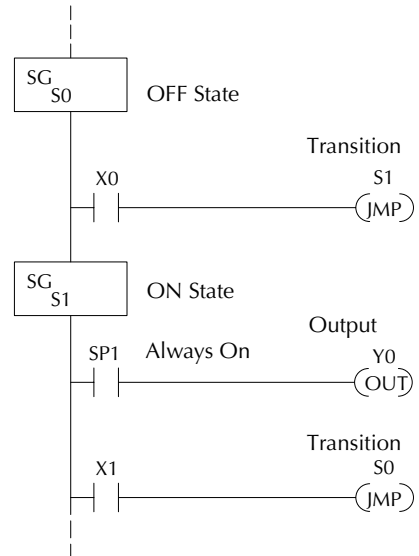 SG
S0
OFF State
Transition
X0
S1
JMP
SG
S1
ON State
Output
SP1
Always On
Y0
OUT
Transition
X1
S0
JMP